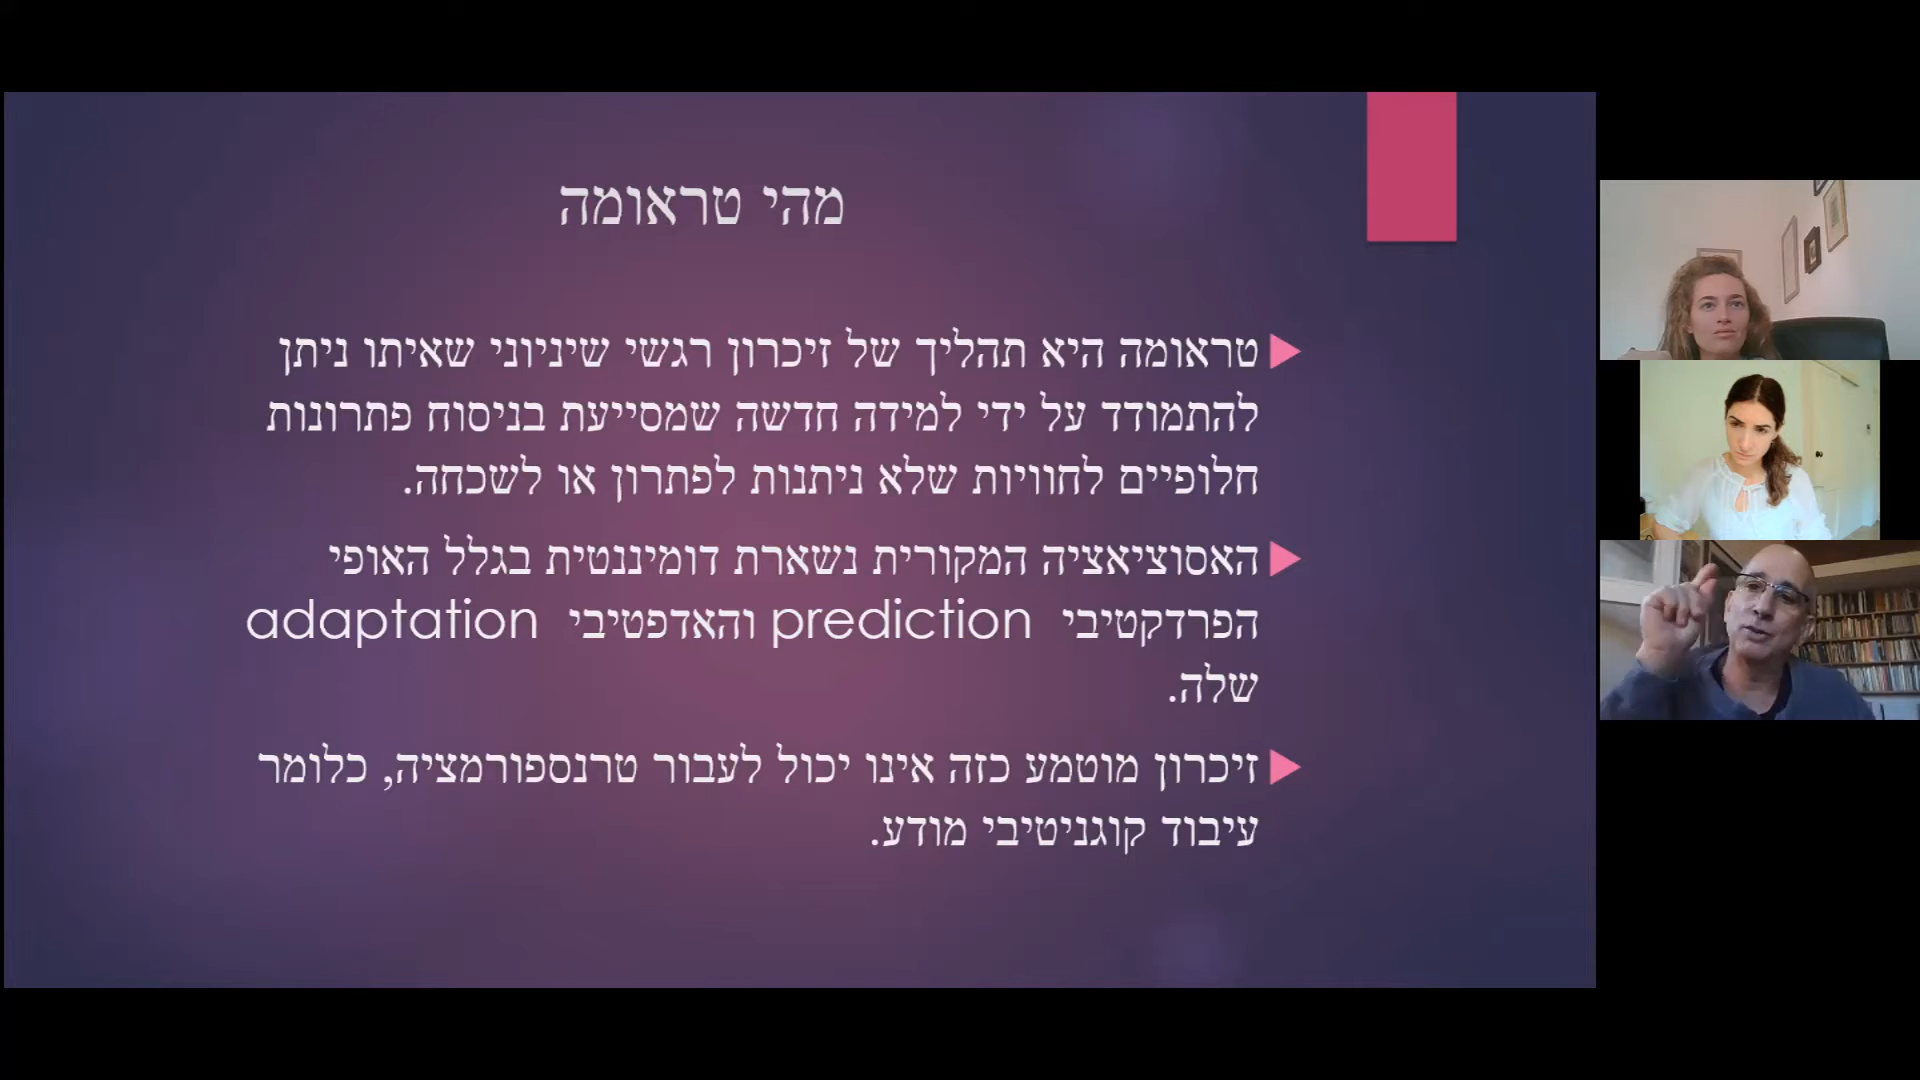 מהי טראומה
טראומה היא תהליך של זיכרון רגשי שיניוני שאיתו ניתן
להתמודד על ידי למידה חדשה שמסייעת בניסוח פתרונות
חלופיים לחוויות שלא ניתנות לפתרון או לשכחה.
האסוציאציה המקורית נשארת דומיננטית בגלל האופי
הפרדקטיבי prediction והאדפטיבי adaptation
שלה.
זיכרון מוטמע כזה אינו יכול לעבור טרנספורמציה, כלומר
עיבוד קוגניטיבי מודע.